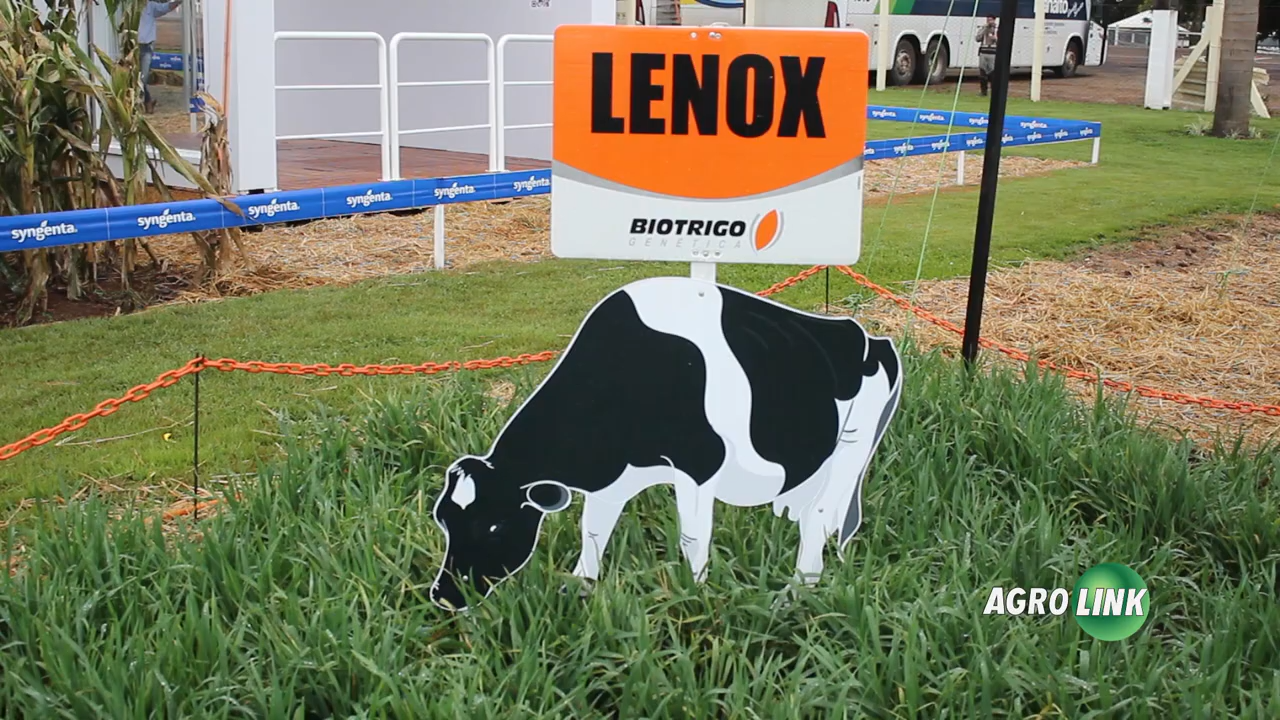 LENOX
BIOTRIGO
GENÉTICA
syngenta. syngenta. syngenta. syngenta. syngenta. syngenta.
AGRO LINK